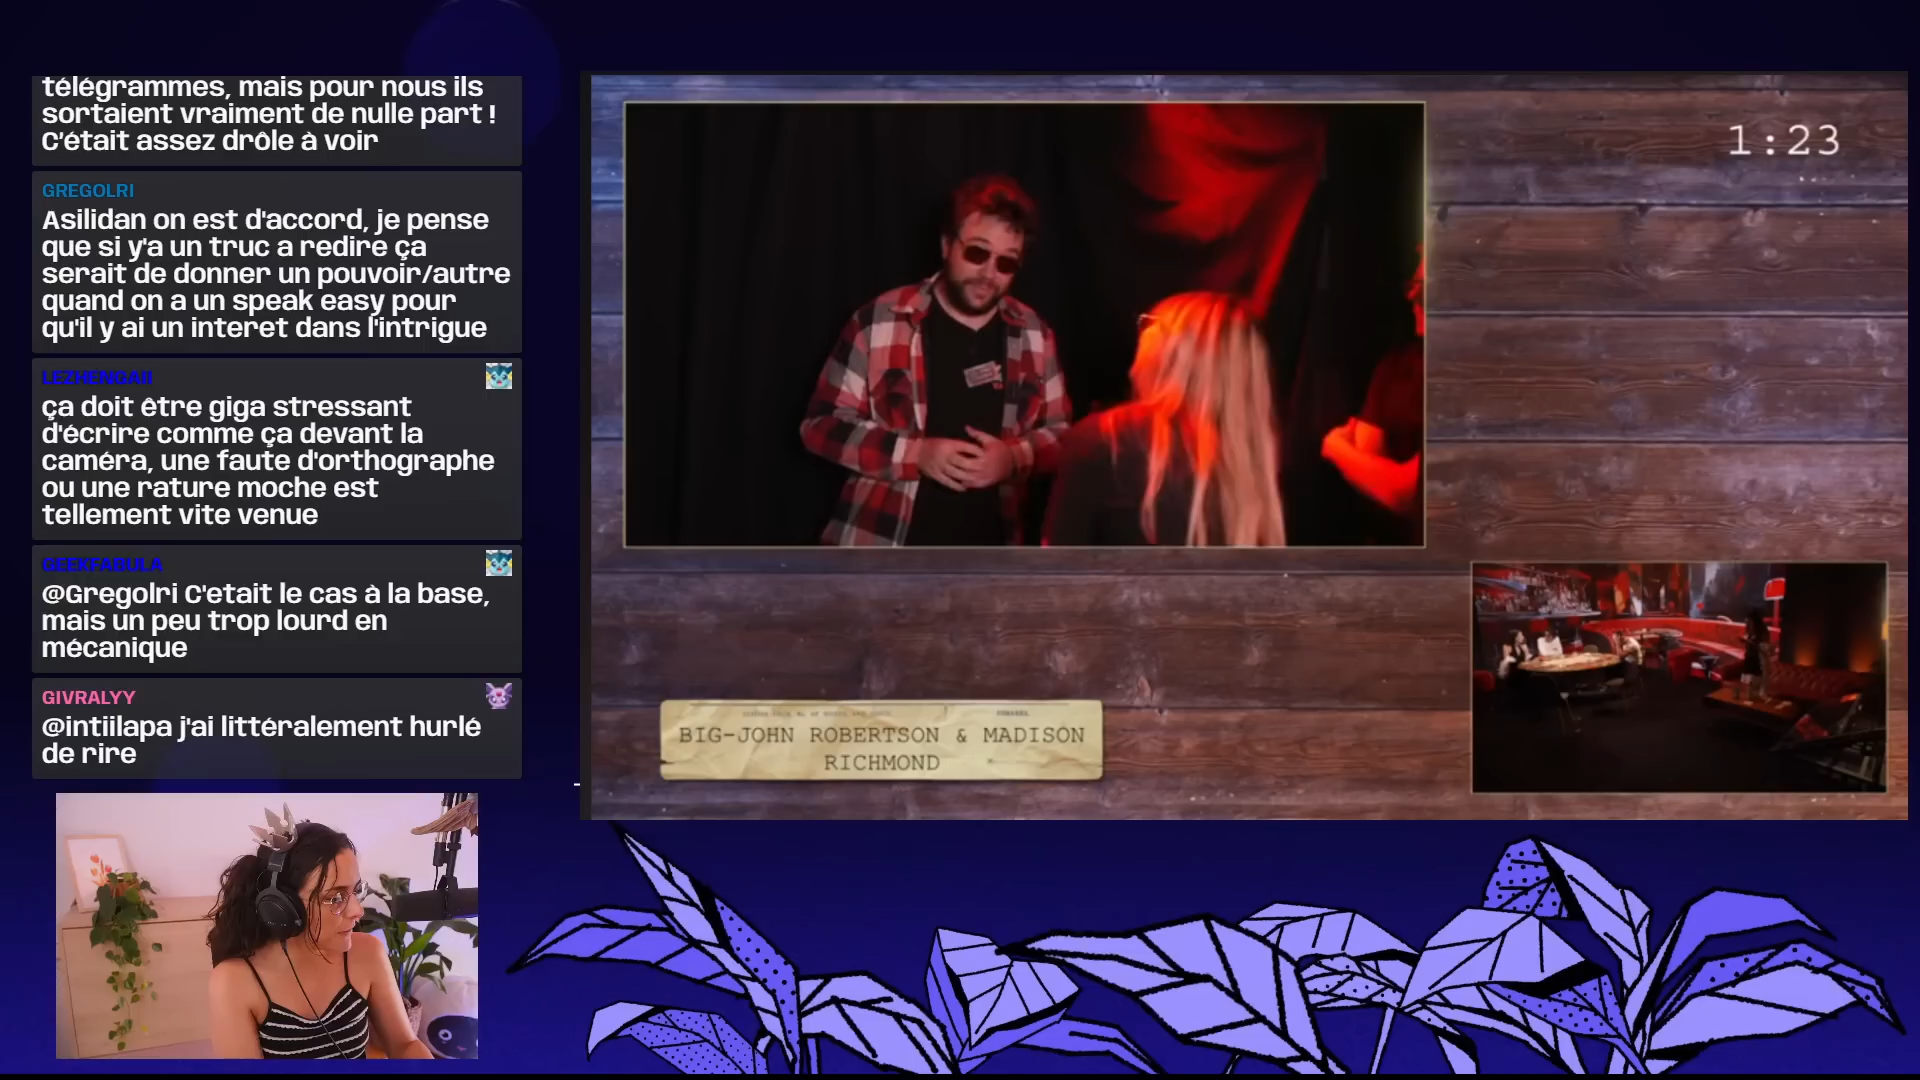 télégrammes, mais pour nous ils
sortaient vraiment de nulle part !
C'était assez drôle à voir
GREGOLRI
Asilidan on est d'accord, je pense
que si y'a un truc a redire ça
serait de donner un pouvoir/autre
quand on a un speak easy pour
qu'il y ai un interet dans l'intrigue
LEZHENGAII
ça doit être giga stressant
d'écrire comme ça devant la
caméra, une faute d'orthographe
ou une rature moche est
tellement vite venue
GEEKFABULA
@Gregolri C'etait le cas à la base,
mais un peu trop lourd en
mécanique
GIVRALYY
@intiilapa j'ai littéralement hurlé
de rire
1:23
BIG-JOHN ROBERTSON & MADISON
RICHMOND